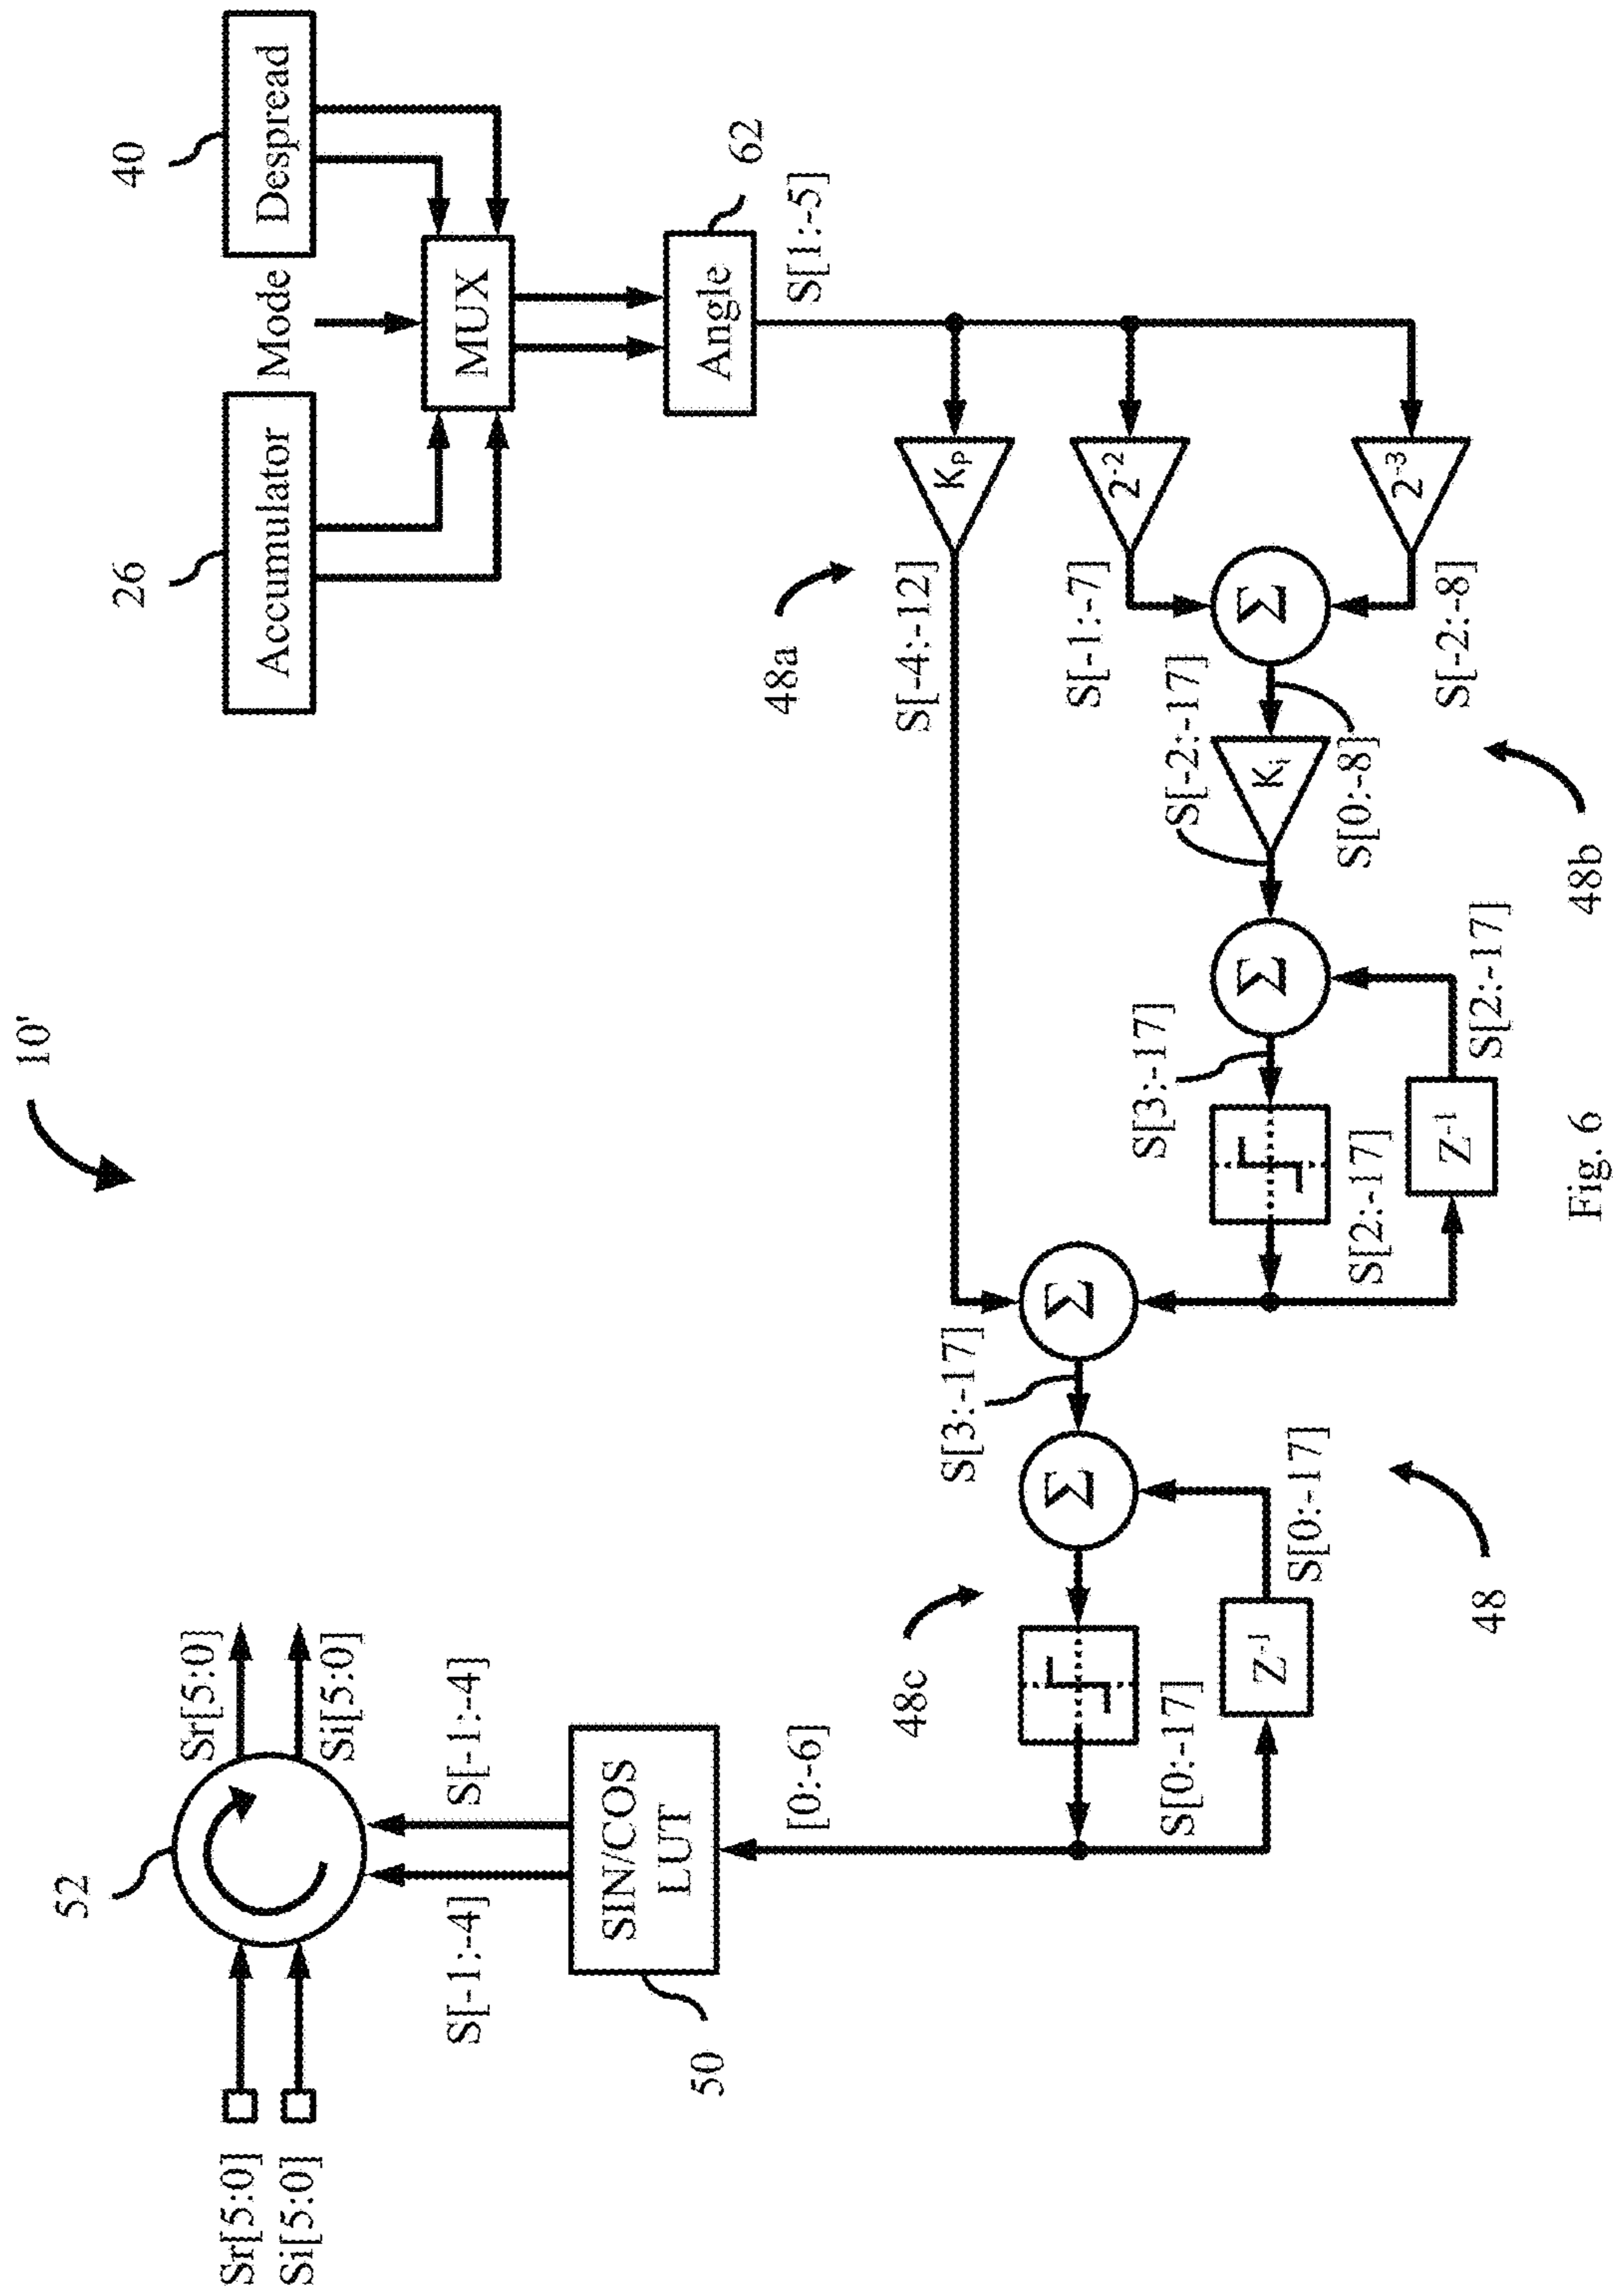 10'
Sr[5:0]
Si[5:0]
52
Sr[5:0]
Si[5:0]
S[-1:-4]
S[-1:-4]
50
SIN/COS
LUT
[0:-6]
26
Accumulator
Mode
40
Despread
MUX
Angle
62
S[1:-5]
48a
Kp
S[-4:-12]
2⁻²
S[-1:-7]
2⁻³
S[-2:-8]
Σ
S[0:-8]
Ki
S[-2:-17]
48b
Σ
S[3:-17]
S[2:-17]
Z⁻¹
S[2:-17]
Σ
S[3:-17]
Σ
48c
S[0:-17]
Z⁻¹
S[0:-17]
48
Fig. 6